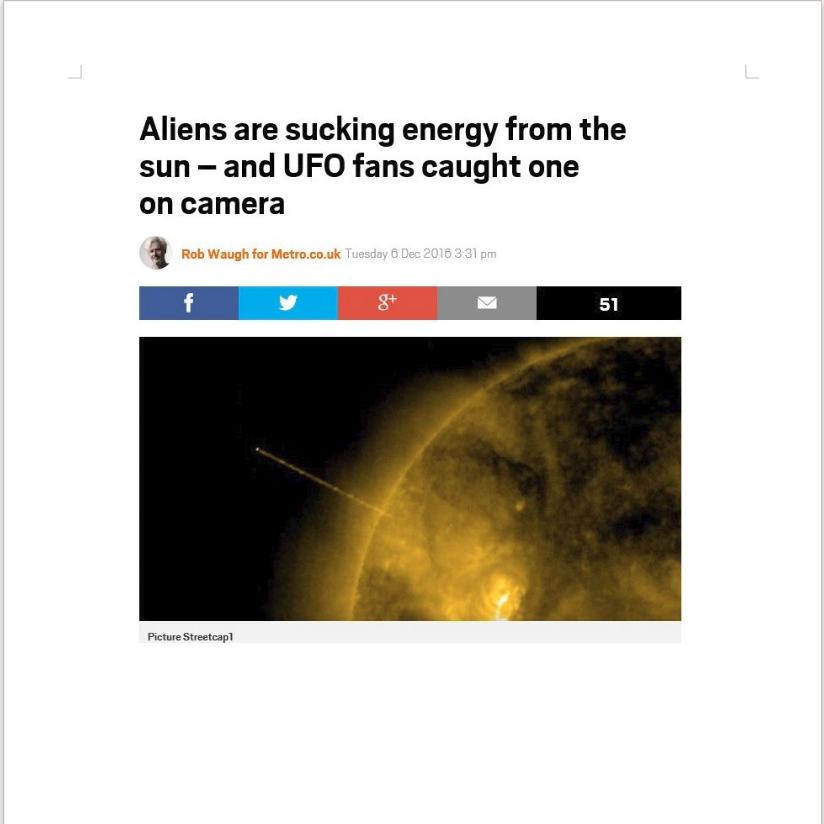 Aliens are sucking energy from the
sun – and UFO fans caught one
on camera
Rob Waugh for Metro.co.uk Tuesday 6 Dec 2016 3:31 pm
f g+ 51
Picture Streetcap1